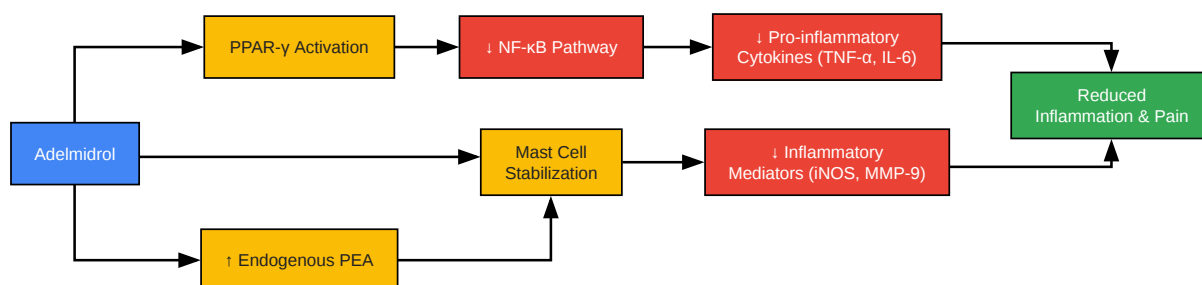 PPAR-γ Activation
↓ NF-κB Pathway
↓ Pro-inflammatory
Cytokines (TNF-α, IL-6)
Reduced
Inflammation & Pain
Adelmidrol
Mast Cell
Stabilization
↓ Inflammatory
Mediators (iNOS, MMP-9)
↑ Endogenous PEA